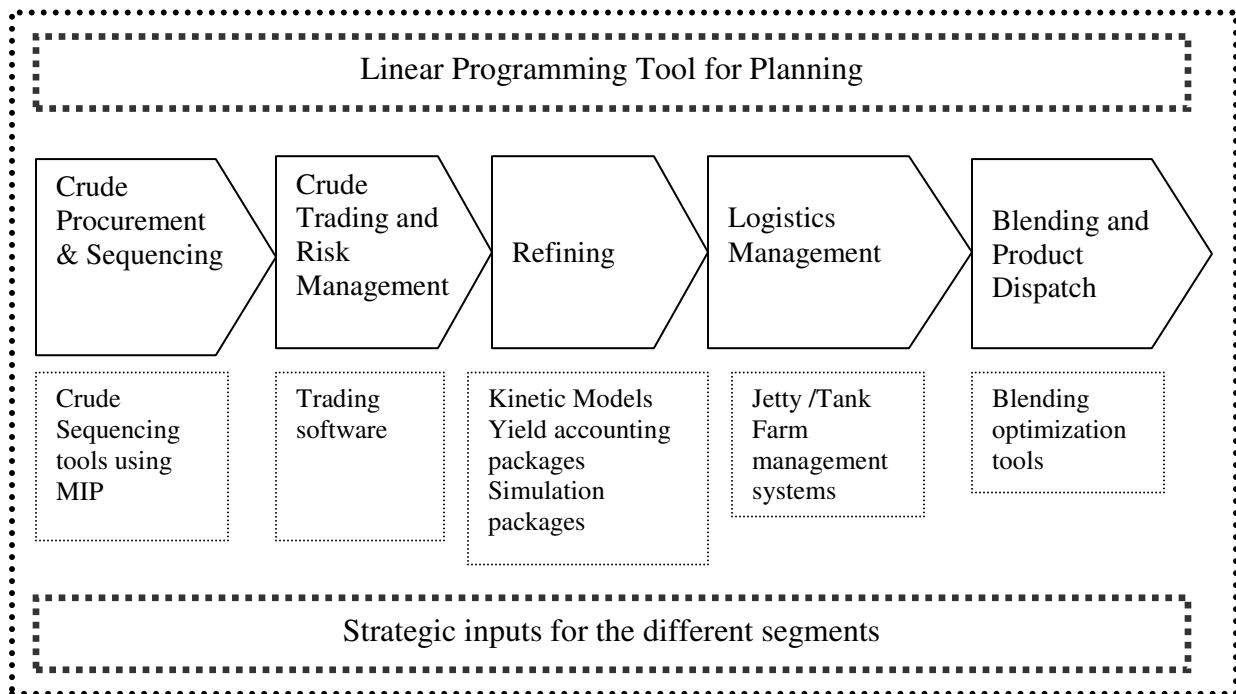 Linear Programming Tool for Planning
Crude
Procurement
& Sequencing
Crude
Trading and
Risk
Management
Refining
Logistics
Management
Blending and
Product
Dispatch
Crude
Sequencing
tools using
MIP
Trading
software
Kinetic Models
Yield accounting
packages
Simulation
packages
Jetty /Tank
Farm
management
systems
Blending
optimization
tools
Strategic inputs for the different segments